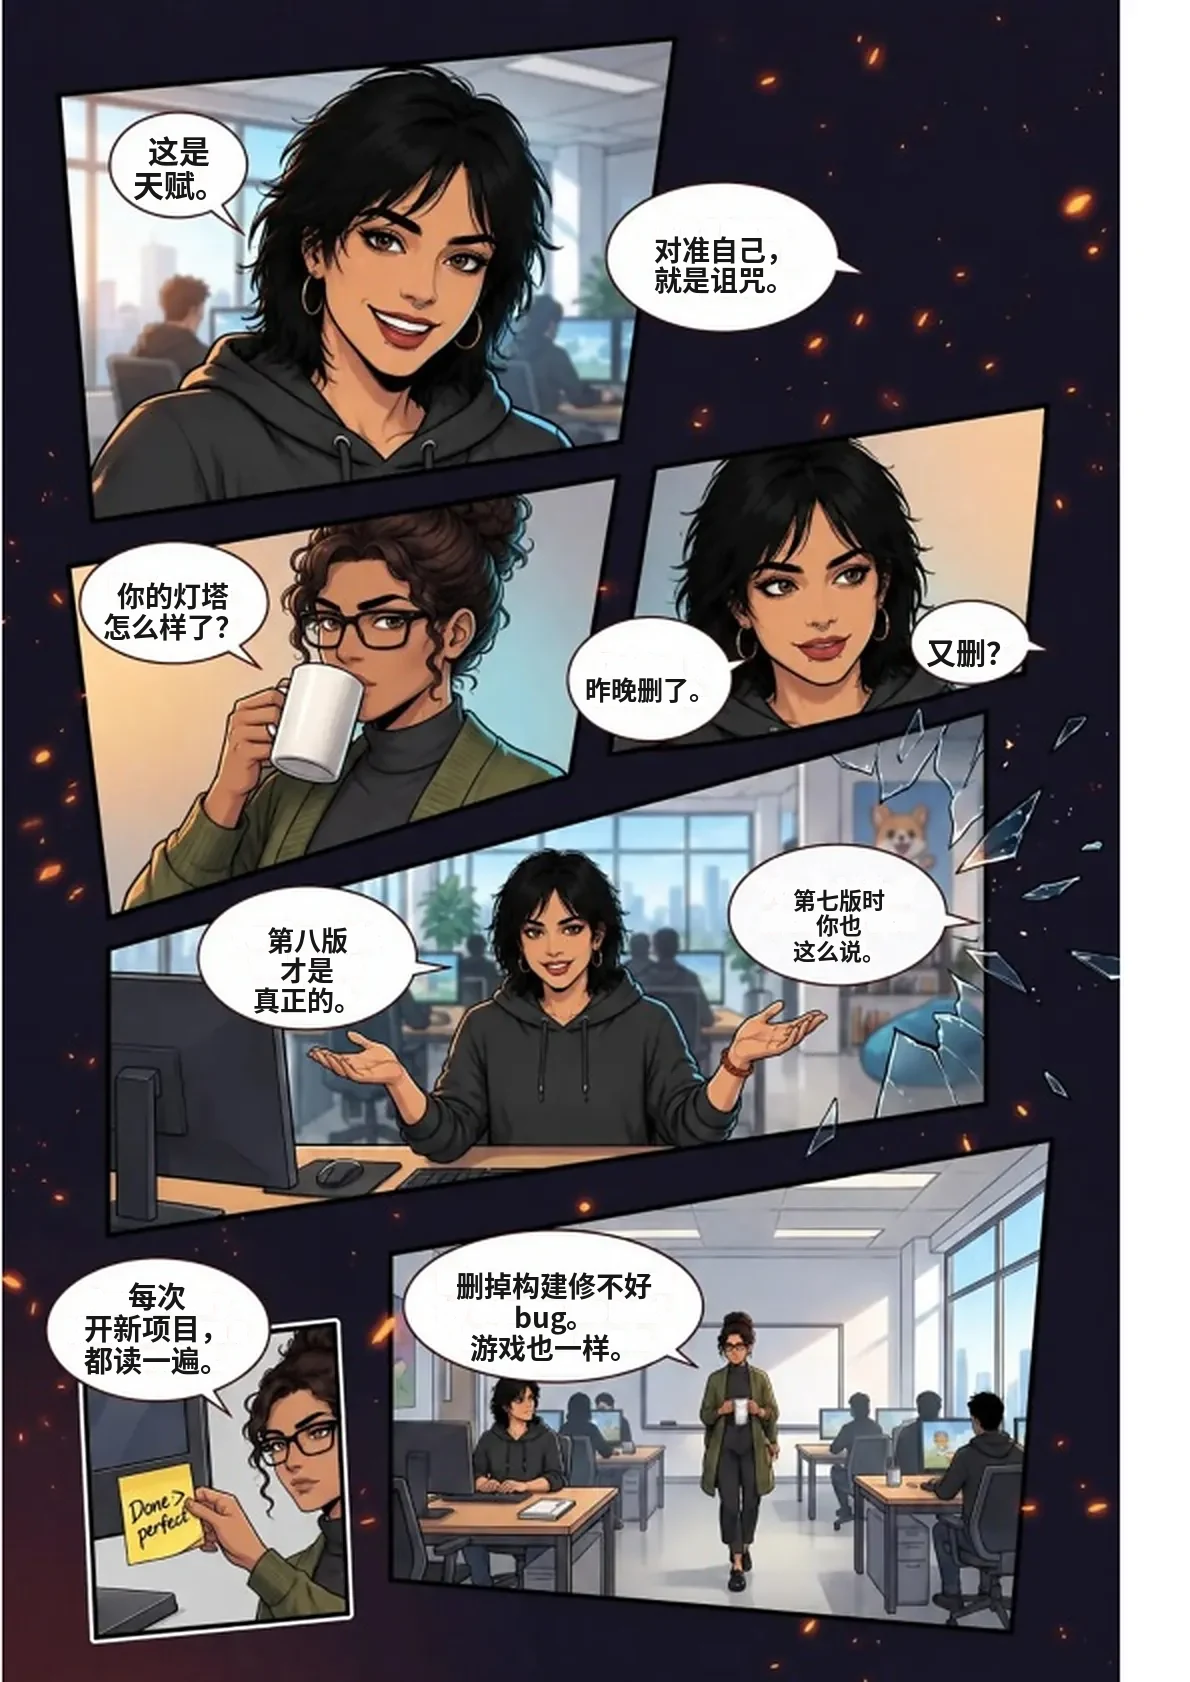 这是
天赋。
对准自己，
就是诅咒。
你的灯塔
怎么样了？
昨晚删了。
又删？
第八版
才是
真正的。
第七版时
你也
这么说。
每次
开新项目，
都读一遍。
Done >
perfect
删掉构建修不好
bug。
游戏也一样。